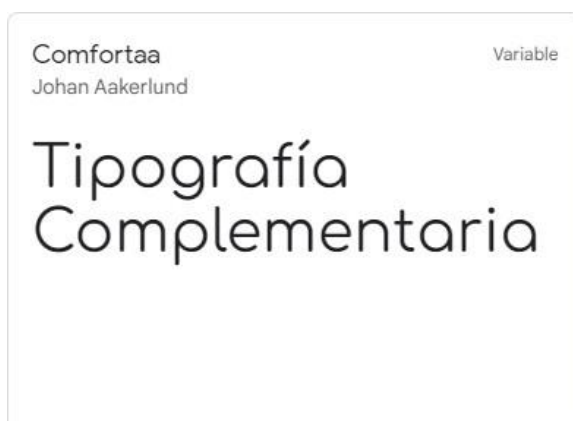 Comfortaa
Variable
Johan Aakerlund
Tipografía
Complementaria